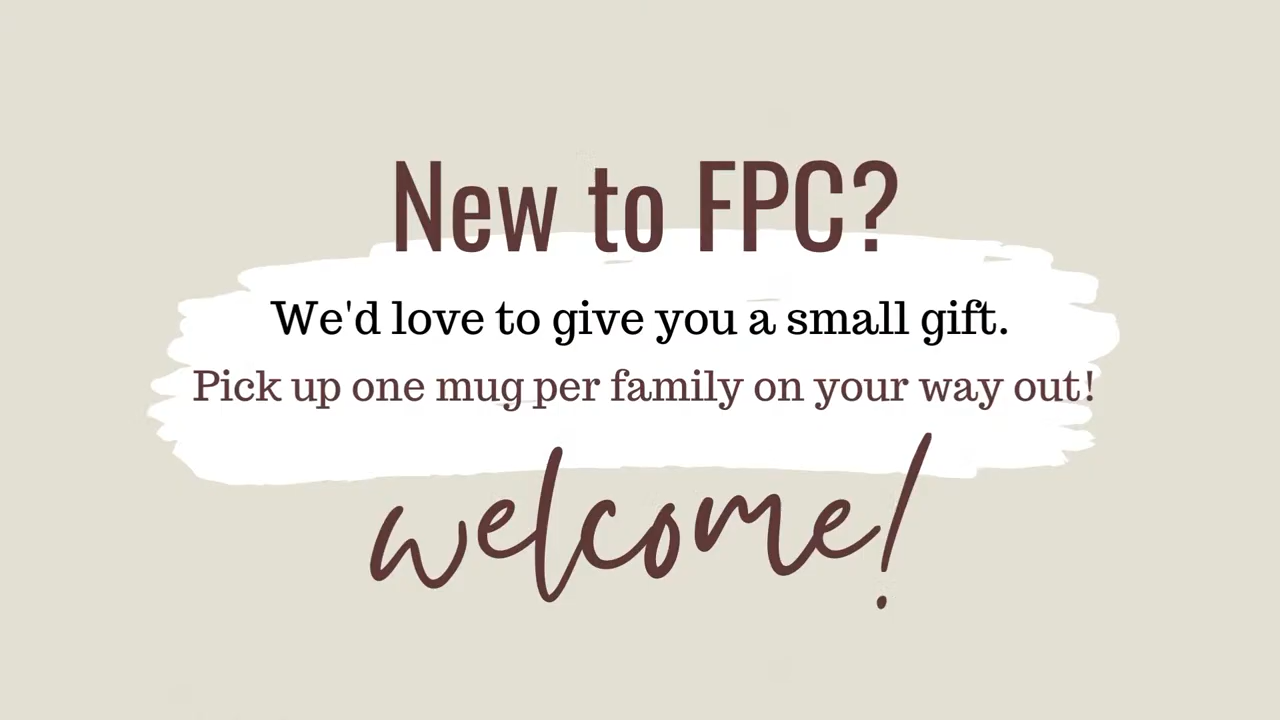 New to FPC?
We'd love to give you a small gift.
Pick up one mug per family on your way out!
welcome!